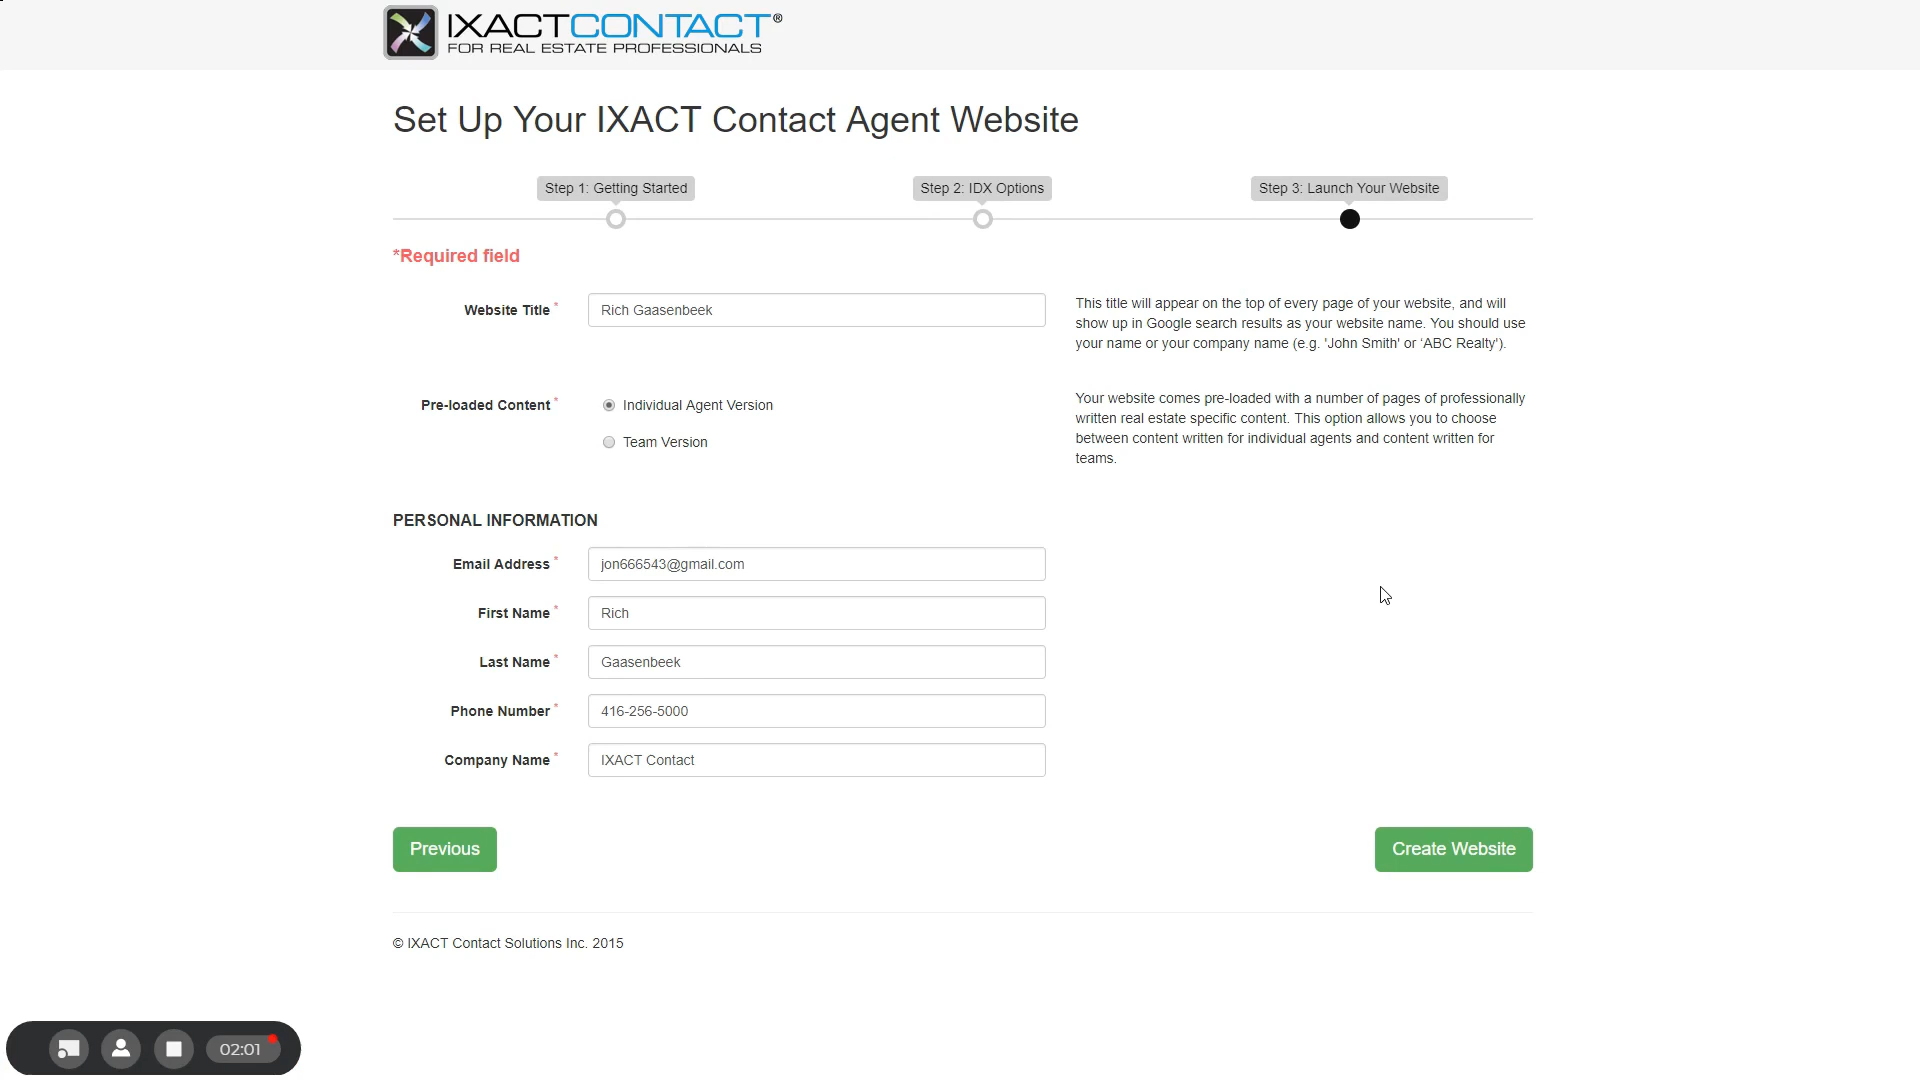 IXACTCONTACT®
FOR REAL ESTATE PROFESSIONALS
Set Up Your IXACT Contact Agent Website
Step 1: Getting Started
Step 2: IDX Options
Step 3: Launch Your Website
*Required field
Website Title *
Rich Gaasenbeek
This title will appear on the top of every page of your website, and will
show up in Google search results as your website name. You should use
your name or your company name (e.g. 'John Smith' or ‘ABC Realty').
Pre-loaded Content *
Individual Agent Version
Team Version
Your website comes pre-loaded with a number of pages of professionally
written real estate specific content. This option allows you to choose
between content written for individual agents and content written for
teams.
PERSONAL INFORMATION
Email Address *
jon666543@gmail.com
First Name *
Rich
Last Name *
Gaasenbeek
Phone Number *
416-256-5000
Company Name *
IXACT Contact
Previous
Create Website
© IXACT Contact Solutions Inc. 2015
02:01